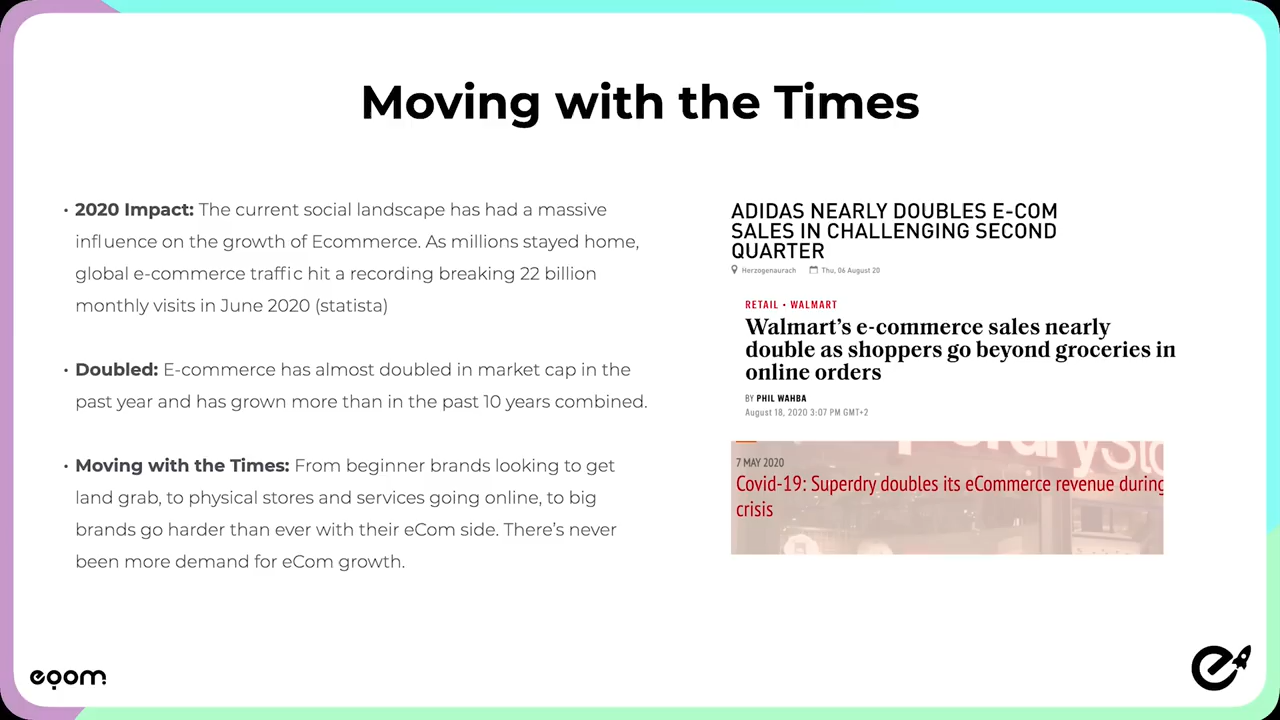 Moving with the Times
• 2020 Impact: The current social landscape has had a massive
influence on the growth of Ecommerce. As millions stayed home,
global e-commerce traffic hit a recording breaking 22 billion
monthly visits in June 2020 (statista)
• Doubled: E-commerce has almost doubled in market cap in the
past year and has grown more than in the past 10 years combined.
• Moving with the Times: From beginner brands looking to get
land grab, to physical stores and services going online, to big
brands go harder than ever with their eCom side. There's never
been more demand for eCom growth.
ADIDAS NEARLY DOUBLES E-COM
SALES IN CHALLENGING SECOND
QUARTER
Herzogenaurach Thu, 06 August 20
RETAIL • WALMART
Walmart's e-commerce sales nearly
double as shoppers go beyond groceries in
online orders
BY PHIL WAHBA
August 18, 2020 3:07 PM GMT+2
7 MAY 2020
Covid-19: Superdry doubles its eCommerce revenue during
crisis
eqom
e